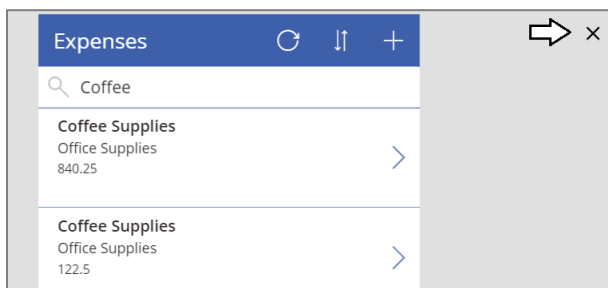 Expenses
Coffee
Coffee Supplies
Office Supplies
840.25
Coffee Supplies
Office Supplies
122.5